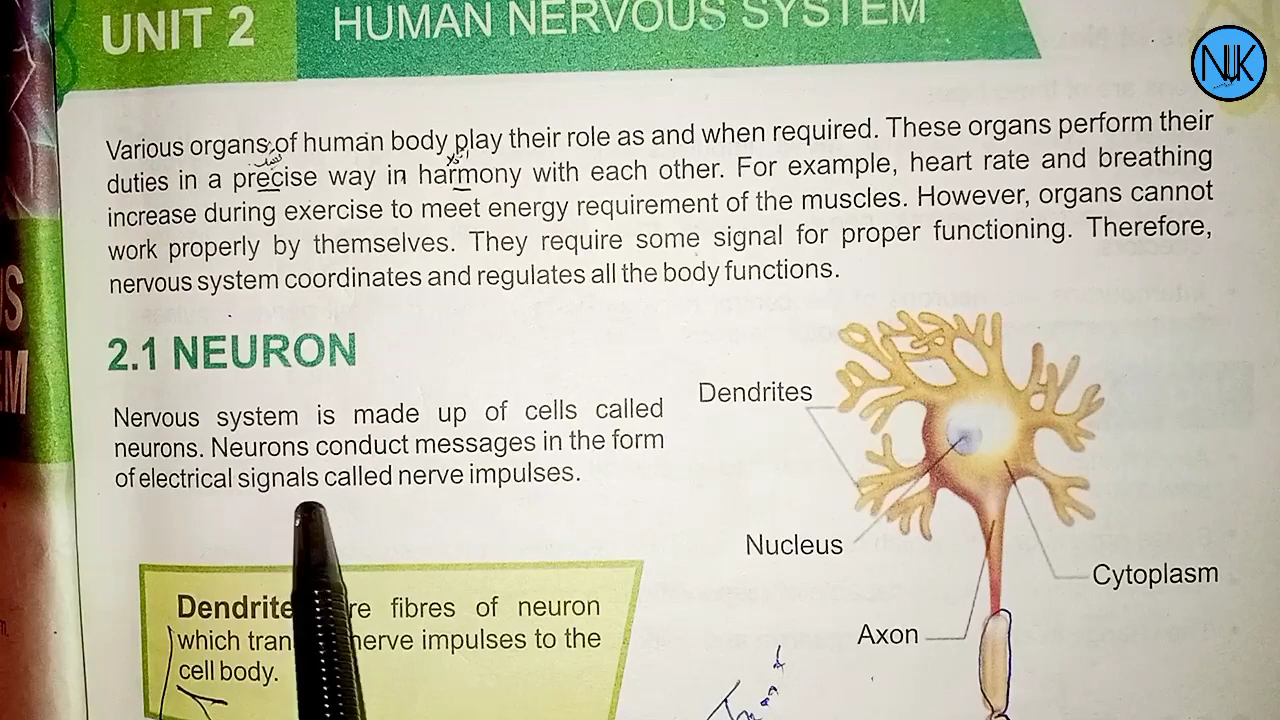 UNIT 2
HUMAN NERVOUS SYSTEM
NJK
Various organs of human body play their role as and when required. These organs perform their
duties in a precise way in harmony with each other. For example, heart rate and breathing
increase during exercise to meet energy requirement of the muscles. However, organs cannot
work properly by themselves. They require some signal for proper functioning. Therefore,
nervous system coordinates and regulates all the body functions.
2.1 NEURON
Nervous system is made up of cells called
neurons. Neurons conduct messages in the form
of electrical signals called nerve impulses.
Dendrites
Nucleus
Cytoplasm
Axon
Dendrite re fibres of neuron
which tran nerve impulses to the
cell body.